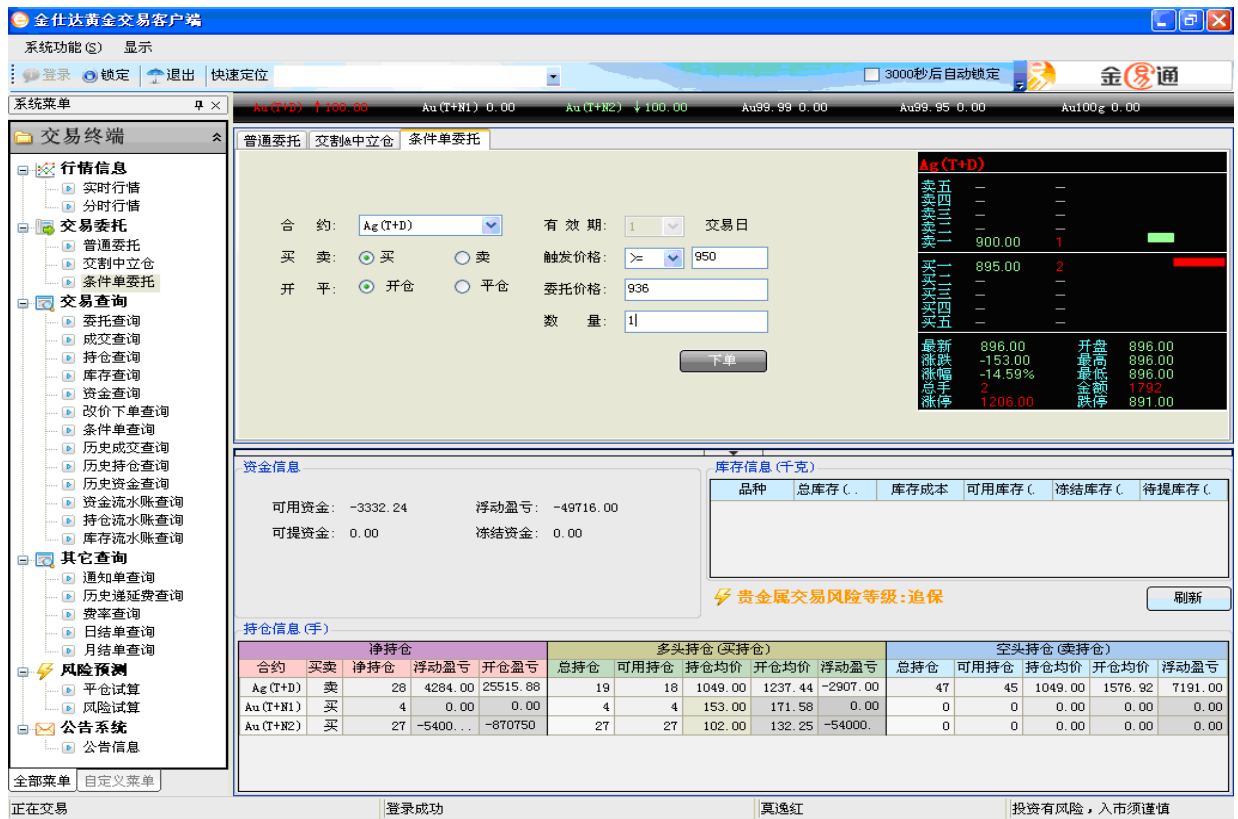 金仕达黄金交易客户端
系统功能(S) 显示
登录 锁定 退出 快速定位 3000秒后自动锁定 金易通
系统菜单 Au(T+D) ↑100.00 Au(T+N1) 0.00 Au(T+N2) ↓100.00 Au99.99 0.00 Au99.95 0.00 Au100g 0.00
交易终端
行情信息
实时行情
分时行情
交易委托
普通委托
交割中立仓
条件单委托
交易查询
委托查询
成交查询
持仓查询
库存查询
资金查询
改价下单查询
条件单查询
历史成交查询
历史持仓查询
历史资金查询
资金流水账查询
持仓流水账查询
库存流水账查询
其它查询
通知单查询
历史递延费查询
费率查询
日结单查询
月结单查询
风险预测
平仓试算
风险试算
公告系统
公告信息
全部菜单 自定义菜单
普通委托 交割&中立仓 条件单委托
合 约: Ag(T+D) 有 效 期: 1 交易日
买 卖: 买 卖 触发价格: >= 950
开 平: 开仓 平仓 委托价格: 936
数 量: 1
下单
Ag(T+D)
卖五 — —
卖四 — —
卖三 — —
卖二 — —
卖一 900.00 1
买一 895.00 2
买二 — —
买三 — —
买四 — —
买五 — —
最新 896.00 开盘 896.00
涨跌 -153.00 最高 896.00
涨幅 -14.59% 最低 896.00
总手 2 金额 1792
涨停 1206.00 跌停 891.00
资金信息
可用资金: -3332.24 浮动盈亏: -49716.00
可提资金: 0.00 冻结资金: 0.00
库存信息(千克)
品种 总库存(.. 库存成本 可用库存(. 冻结库存(. 待提库存(.
贵金属交易风险等级:追保 刷新
持仓信息(手)
净持仓 多头持仓(买持仓) 空头持仓(卖持仓)
合约 买卖 净持仓 浮动盈亏 开仓盈亏 总持仓 可用持仓 持仓均价 开仓均价 浮动盈亏 总持仓 可用持仓 持仓均价 开仓均价 浮动盈亏
Ag(T+D) 卖 28 4284.00 25515.88 19 18 1049.00 1237.44 -2907.00 47 45 1049.00 1576.92 7191.00
Au(T+N1) 买 4 0.00 0.00 4 4 153.00 171.58 0.00 0 0 0.00 0.00 0.00
Au(T+N2) 买 27 -5400... -870750 27 27 102.00 132.25 -54000. 0 0 0.00 0.00 0.00
正在交易 登录成功 莫逸红 投资有风险，入市须谨慎